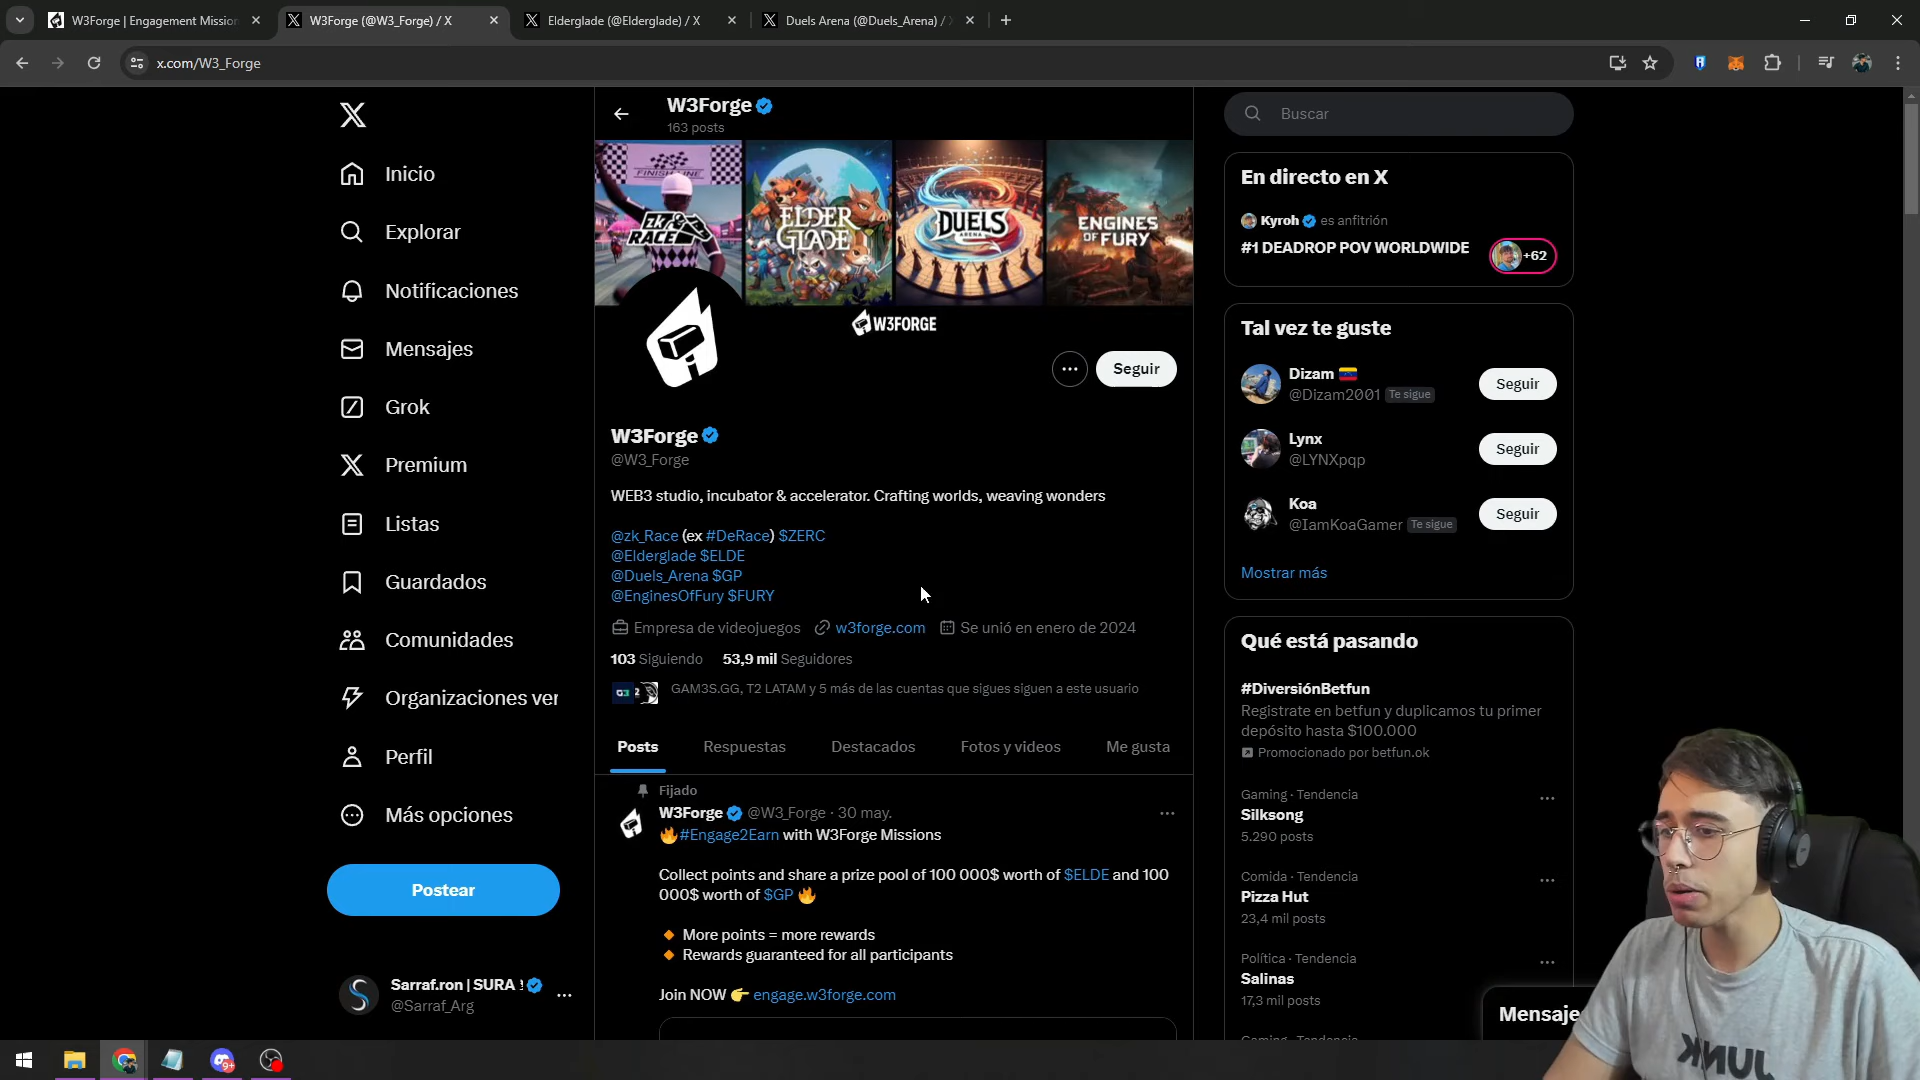 W3Forge | Engagement Mission
W3Forge (@W3_Forge) / X
Elderglade (@Elderglade) / X
Duels Arena (@Duels_Arena) /
x.com/W3_Forge
Inicio
Explorar
Notificaciones
Mensajes
Grok
Premium
Listas
Guardados
Comunidades
Organizaciones ver
Perfil
Más opciones
Postear
Sarraf.ron | SURA
@Sarraf_Arg
W3Forge
163 posts
FINISH LINE
ZK RACE
ELDER GLADE
DUELS ARENA
ENGINES OF FURY
W3FORGE
Seguir
W3Forge
@W3_Forge
WEB3 studio, incubator & accelerator. Crafting worlds, weaving wonders
@zk_Race (ex #DeRace) $ZERC
@Elderglade $ELDE
@Duels_Arena $GP
@EnginesOfFury $FURY
Empresa de videojuegos w3forge.com Se unió en enero de 2024
103 Siguiendo 53,9 mil Seguidores
GAM3S.GG, T2 LATAM y 5 más de las cuentas que sigues siguen a este usuario
Posts Respuestas Destacados Fotos y videos Me gusta
Fijado
W3Forge @W3_Forge · 30 may.
🔥#Engage2Earn with W3Forge Missions
Collect points and share a prize pool of 100 000$ worth of $ELDE and 100
000$ worth of $GP 🔥
🔸 More points = more rewards
🔸 Rewards guaranteed for all participants
Join NOW 👉 engage.w3forge.com
Buscar
En directo en X
Kyroh es anfitrión
#1 DEADROP POV WORLDWIDE
+62
Tal vez te guste
Dizam 🇻🇪
@Dizam2001 Te sigue
Seguir
Lynx
@LYNXpqp
Seguir
Koa
@IamKoaGamer Te sigue
Seguir
Mostrar más
Qué está pasando
#DiversiónBetfun
Registrate en betfun y duplicamos tu primer
depósito hasta $100.000
Promocionado por betfun.ok
Gaming · Tendencia
Silksong
5.290 posts
Comida · Tendencia
Pizza Hut
23,4 mil posts
Política · Tendencia
Salinas
17,3 mil posts
Mensaje
JUNK
9+